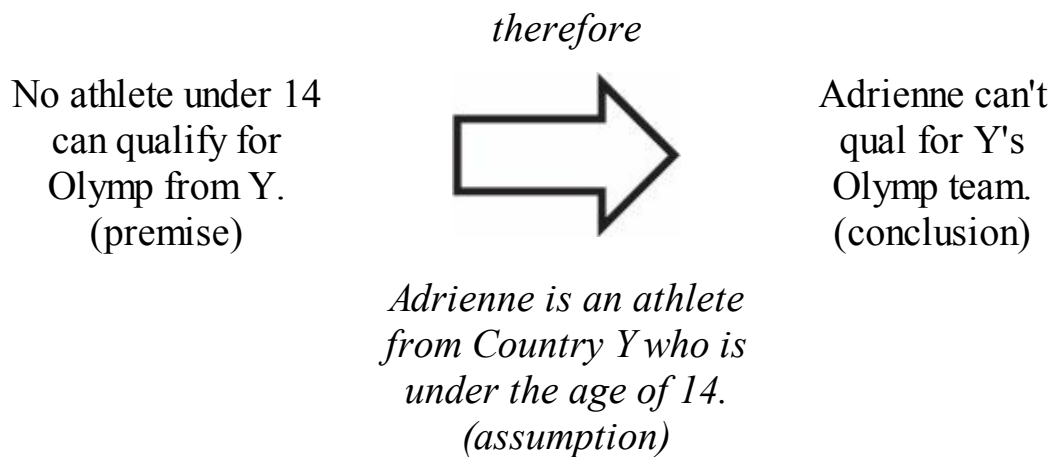 therefore
No athlete under 14
can qualify for
Olymp from Y.
(premise)
Adrienne can't
qual for Y's
Olymp team.
(conclusion)
Adrienne is an athlete
from Country Y who is
under the age of 14.
(assumption)